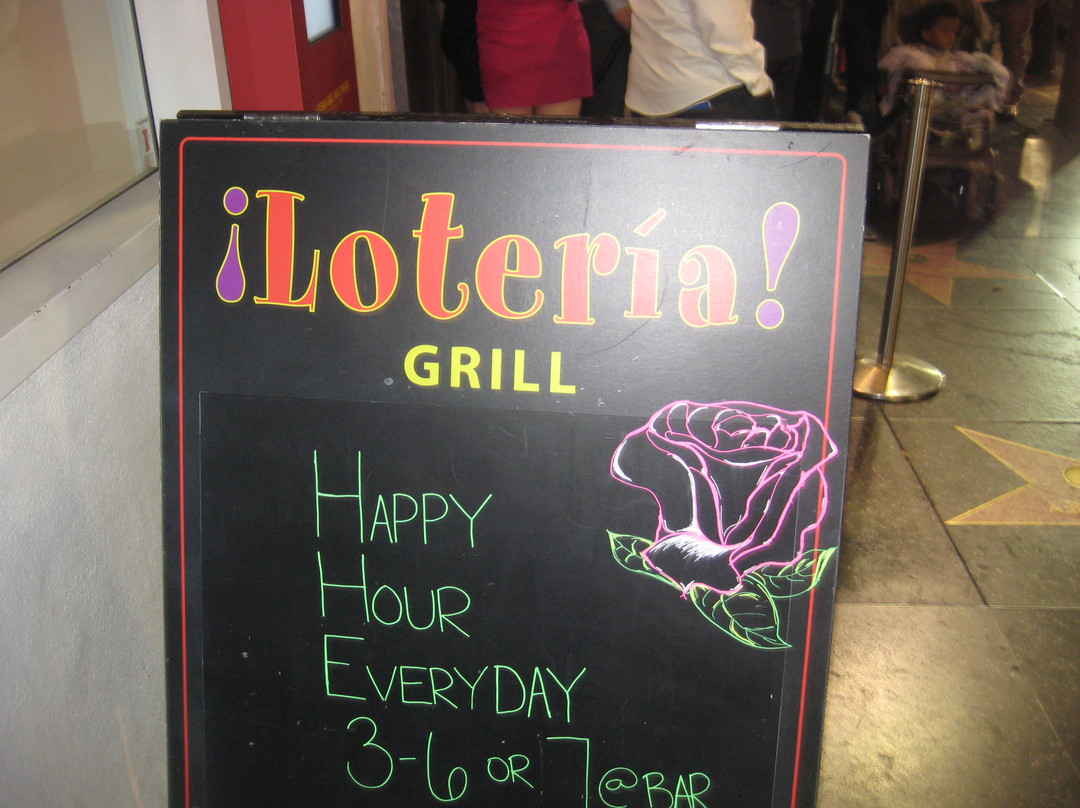 ¡Lotería!
GRILL
HAPPY
HOUR
EVERYDAY
3-6 OR 7 @ BAR